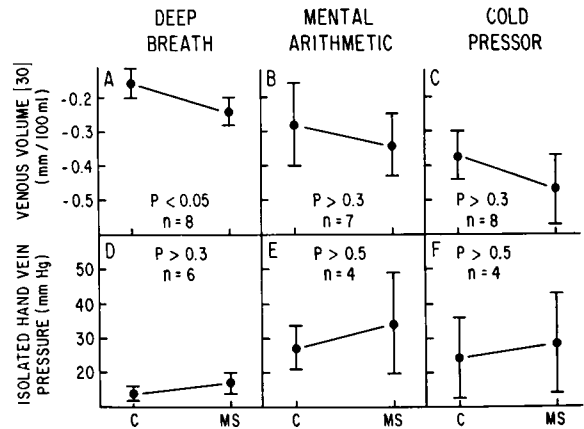 DEEP
BREATH
MENTAL
ARITHMETIC
COLD
PRESSOR
VENOUS VOLUME [30]
(mm/100ml)
-0.2
-0.3
-0.4
-0.5
A
P < 0.05
n = 8
B
P > 0.3
n = 7
C
P > 0.3
n = 8
ISOLATED HAND VEIN
PRESSURE (mm Hg)
50
40
30
20
D
P > 0.3
n = 6
E
P > 0.5
n = 4
F
P > 0.5
n = 4
C MS C MS C MS